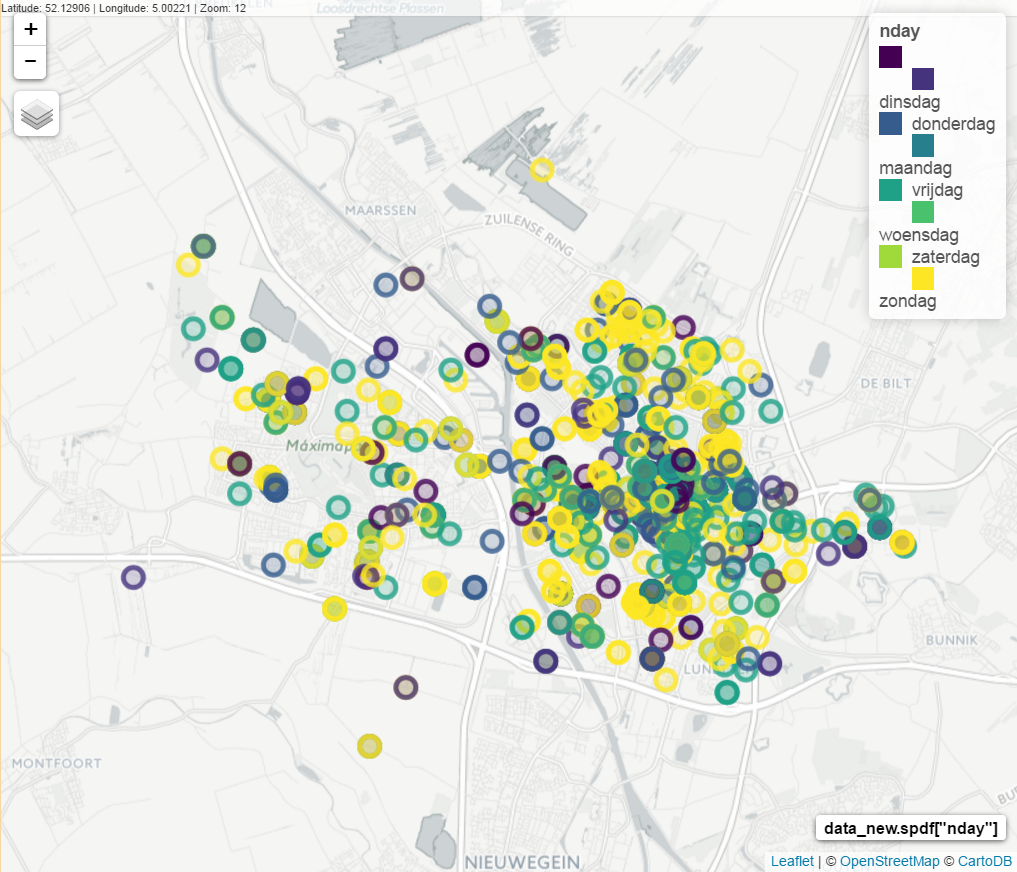 Latitude: 52.12906 | Longitude: 5.00221 | Zoom: 12
Loosdrechtse Plassen
+
−
nday
dinsdag
donderdag
maandag
vrijdag
woensdag
zaterdag
zondag
MAARSSEN
ZUILENSE RING
DE BILT
BUNNIK
MONTFOORT
data_new.spdf["nday"]
NIEUWEGEIN
Leaflet | © OpenStreetMap © CartoDB